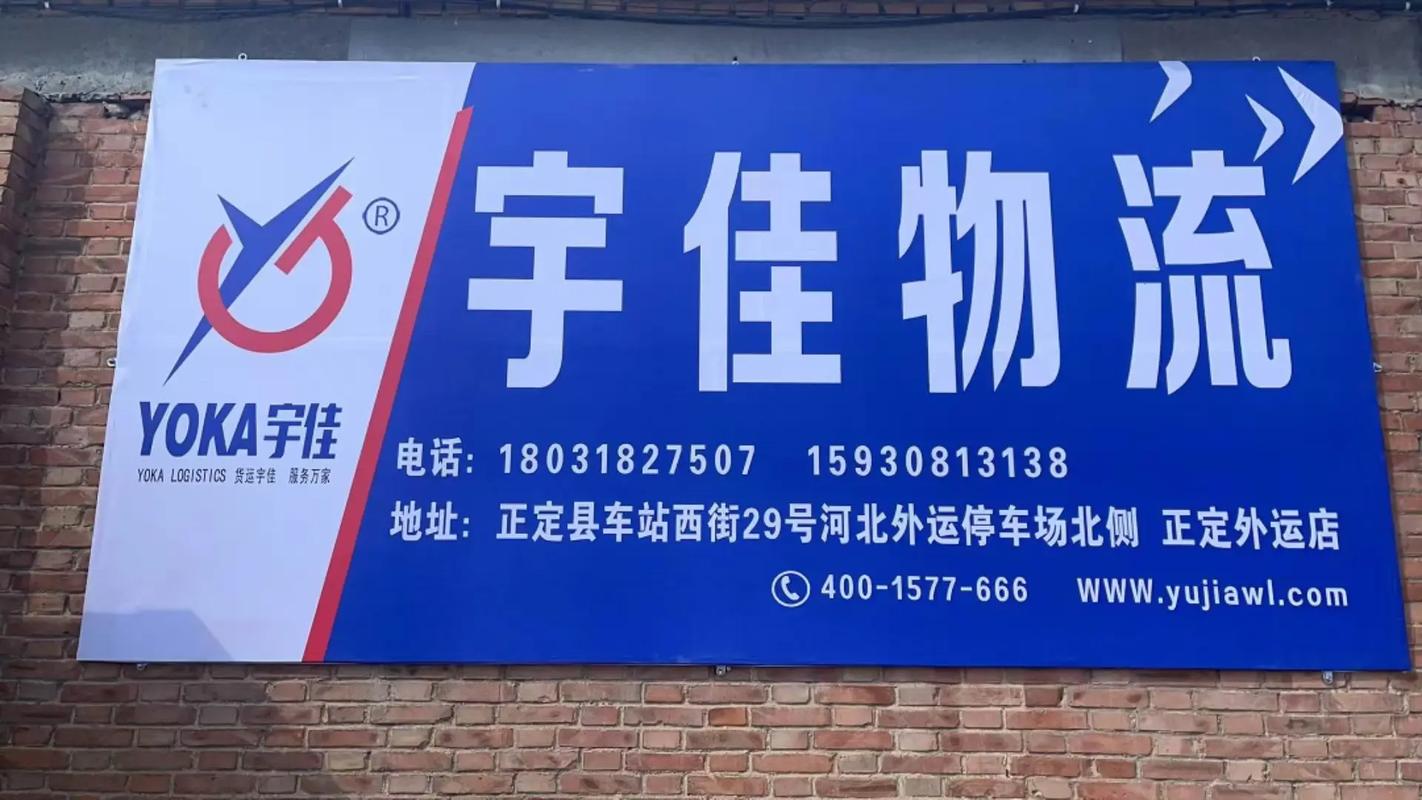 ®
YOKA宇佳
YOKA LOGISTICS 货运宇佳 服务万家
宇佳物流
电话: 18031827507 15930813138
地址: 正定县车站西街29号河北外运停车场北侧 正定外运店
400-1577-666 WWW.yujiawl.com